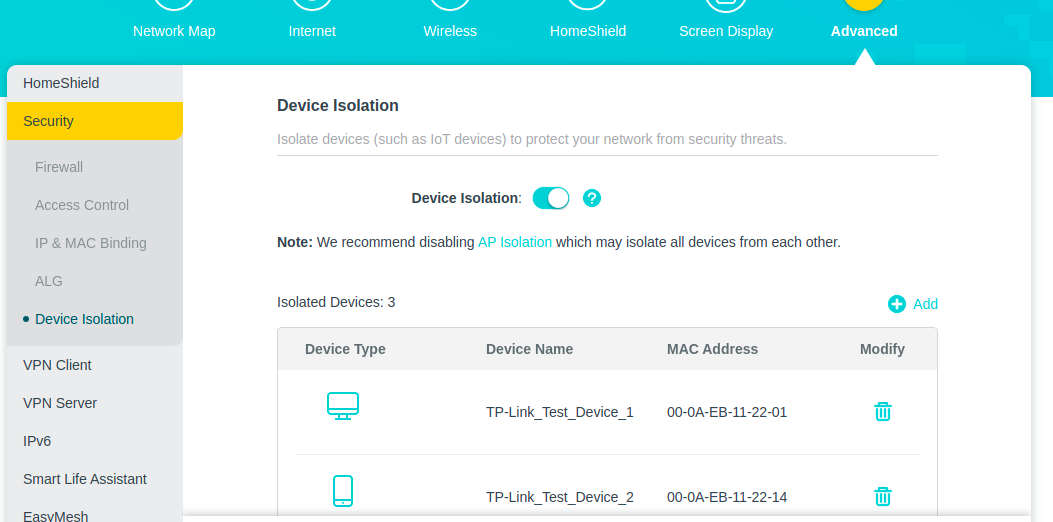 Network Map
Internet
Wireless
HomeShield
Screen Display
Advanced
HomeShield
Security
Firewall
Access Control
IP & MAC Binding
ALG
Device Isolation
VPN Client
VPN Server
IPv6
Smart Life Assistant
EasyMesh
Device Isolation
Isolate devices (such as IoT devices) to protect your network from security threats.
Device Isolation:
?
Note: We recommend disabling AP Isolation which may isolate all devices from each other.
Isolated Devices: 3
Add
Device Type Device Name MAC Address Modify
TP-Link_Test_Device_1 00-0A-EB-11-22-01
TP-Link_Test_Device_2 00-0A-EB-11-22-14